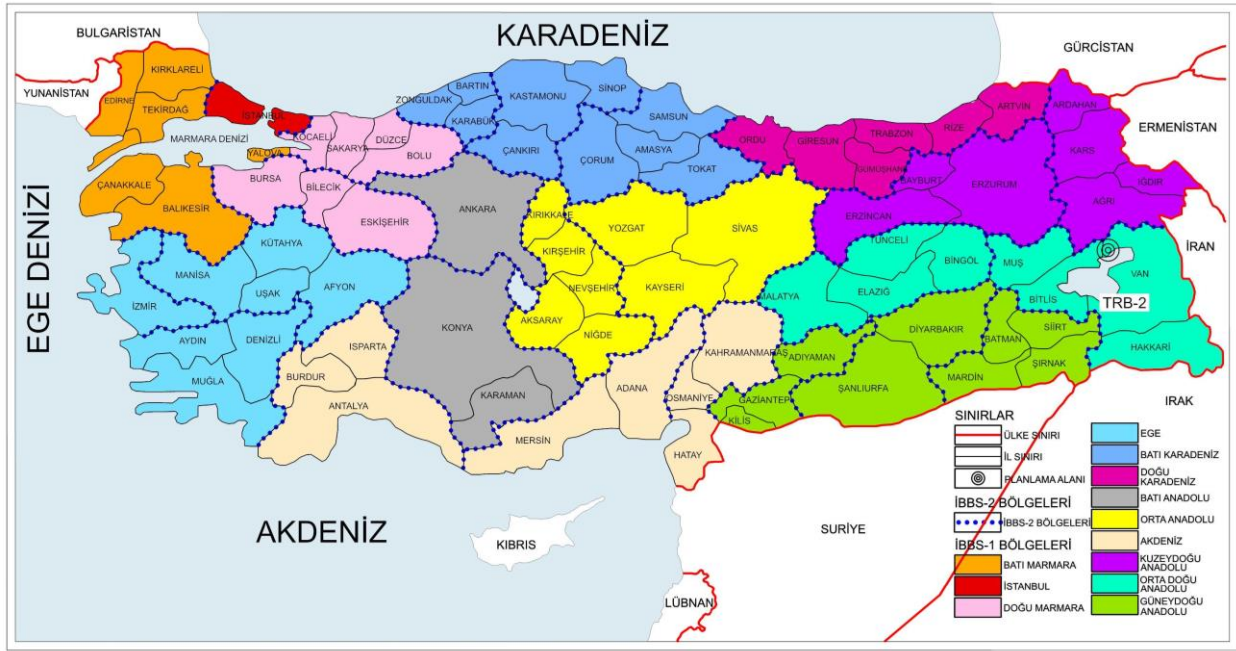 BULGARİSTAN
KARADENİZ
GÜRCİSTAN
YUNANİSTAN
KIRKLARELİ
EDİRNE
TEKİRDAĞ
İSTANBUL
MARMARA DENİZİ
KOCAELİ
YALOVA
SAKARYA
DÜZCE
BOLU
ZONGULDAK
BARTIN
KARABÜK
KASTAMONU
SİNOP
SAMSUN
ÇANKIRI
ÇORUM
AMASYA
TOKAT
ORDU
GİRESUN
TRABZON
RİZE
ARTVİN
GÜMÜŞHANE
BAYBURT
ARDAHAN
KARS
ERMENİSTAN
IĞDIR
AĞRI
ERZURUM
ERZİNCAN
EGE DENİZİ
ÇANAKKALE
BALIKESİR
BURSA
BİLECİK
ESKİŞEHİR
ANKARA
KIRIKKALE
YOZGAT
SİVAS
KIRŞEHİR
NEVŞEHİR
KAYSERİ
AKSARAY
NİĞDE
KÜTAHYA
MANİSA
UŞAK
AFYON
İZMİR
AYDIN
DENİZLİ
MUĞLA
KONYA
KARAMAN
ISPARTA
BURDUR
ANTALYA
MERSİN
ADANA
OSMANİYE
KAHRAMANMARAŞ
HATAY
MALATYA
ELAZIĞ
TUNCELİ
BİNGÖL
MUŞ
BİTLİS
VAN
TRB-2
HAKKARİ
İRAN
ADIYAMAN
DİYARBAKIR
BATMAN
SİİRT
ŞIRNAK
MARDİN
ŞANLIURFA
GAZİANTEP
KİLİS
IRAK
SURİYE
AKDENİZ
KIBRIS
LÜBNAN
SINIRLAR
ÜLKE SINIRI
İL SINIRI
PLANLAMA ALANI
İBBS-2 BÖLGELERİ
İBBS-2 BÖLGELERİ
İBBS-1 BÖLGELERİ
BATI MARMARA
İSTANBUL
DOĞU MARMARA
EGE
BATI KARADENİZ
DOĞU
KARADENİZ
BATI ANADOLU
ORTA ANADOLU
AKDENİZ
KUZEYDOĞU
ANADOLU
ORTA DOĞU
ANADOLU
GÜNEYDOĞU
ANADOLU